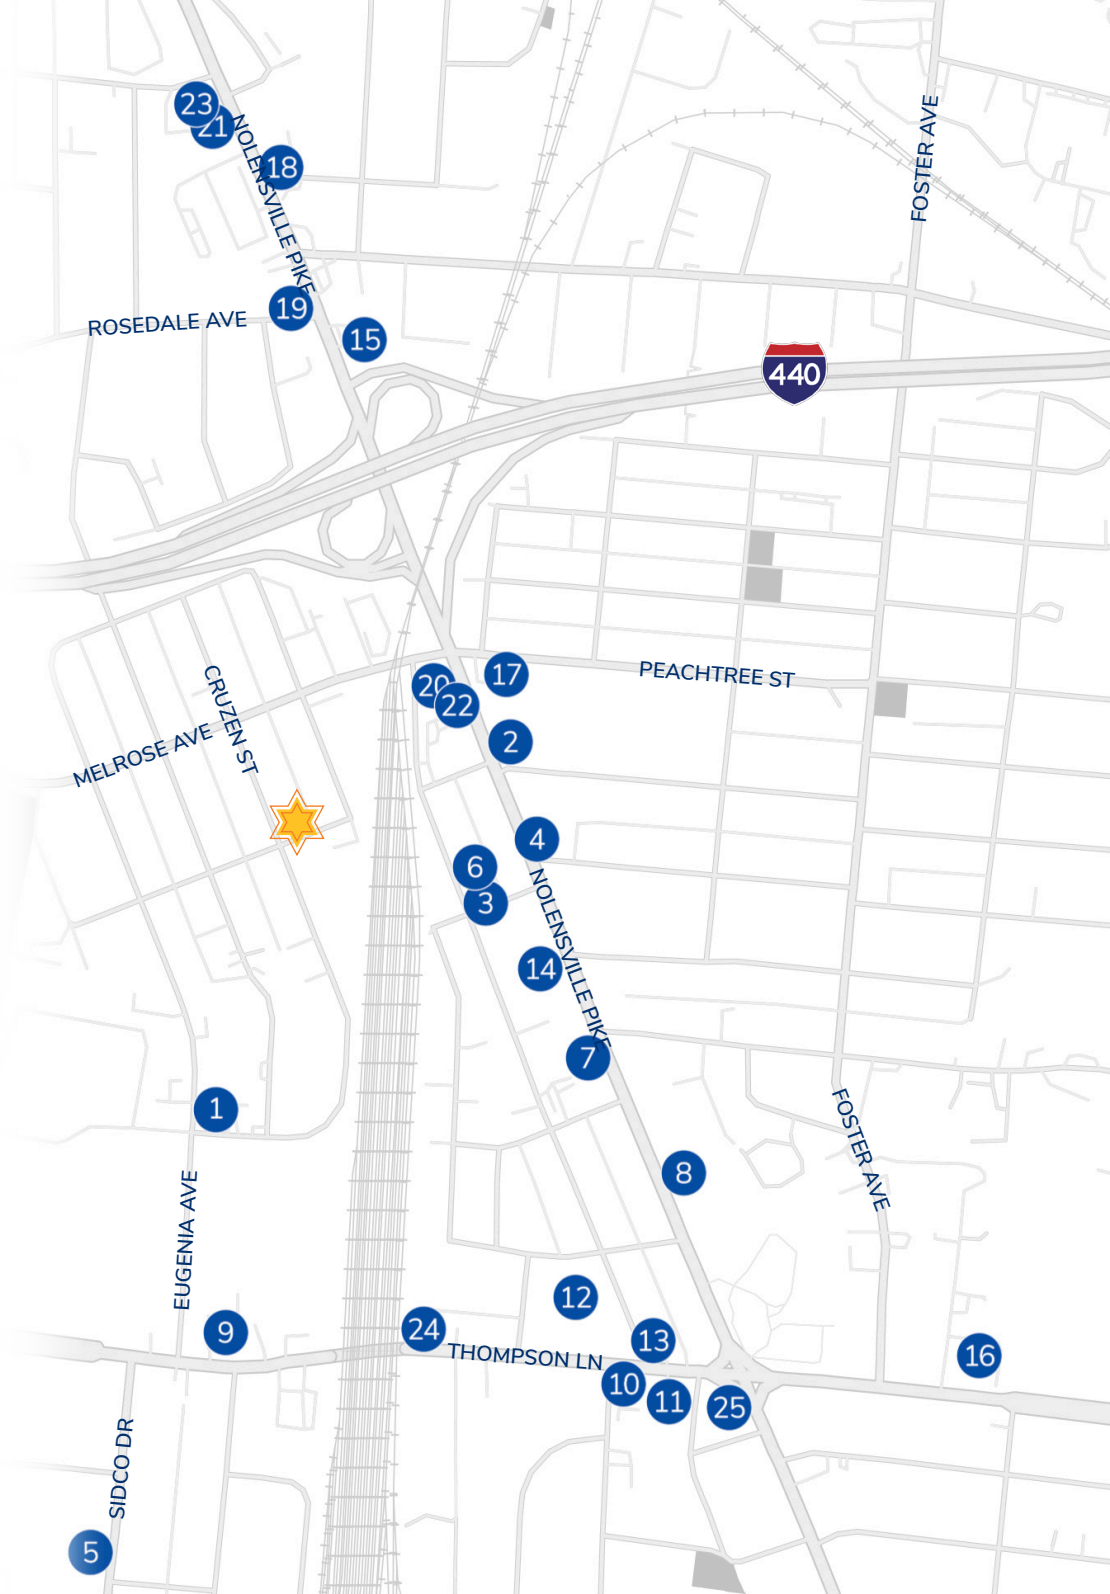 23
21
NOLENSVILLE PIKE
18
FOSTER AVE
19
ROSEDALE AVE
15
440
CRUZEN ST
MELROSE AVE
20
22
17
PEACHTREE ST
2
4
6
3
NOLENSVILLE PIKE
14
7
1
FOSTER AVE
8
EUGENIA AVE
12
9
24
THOMPSON LN
13
16
10
11
25
SIDCO DR
5